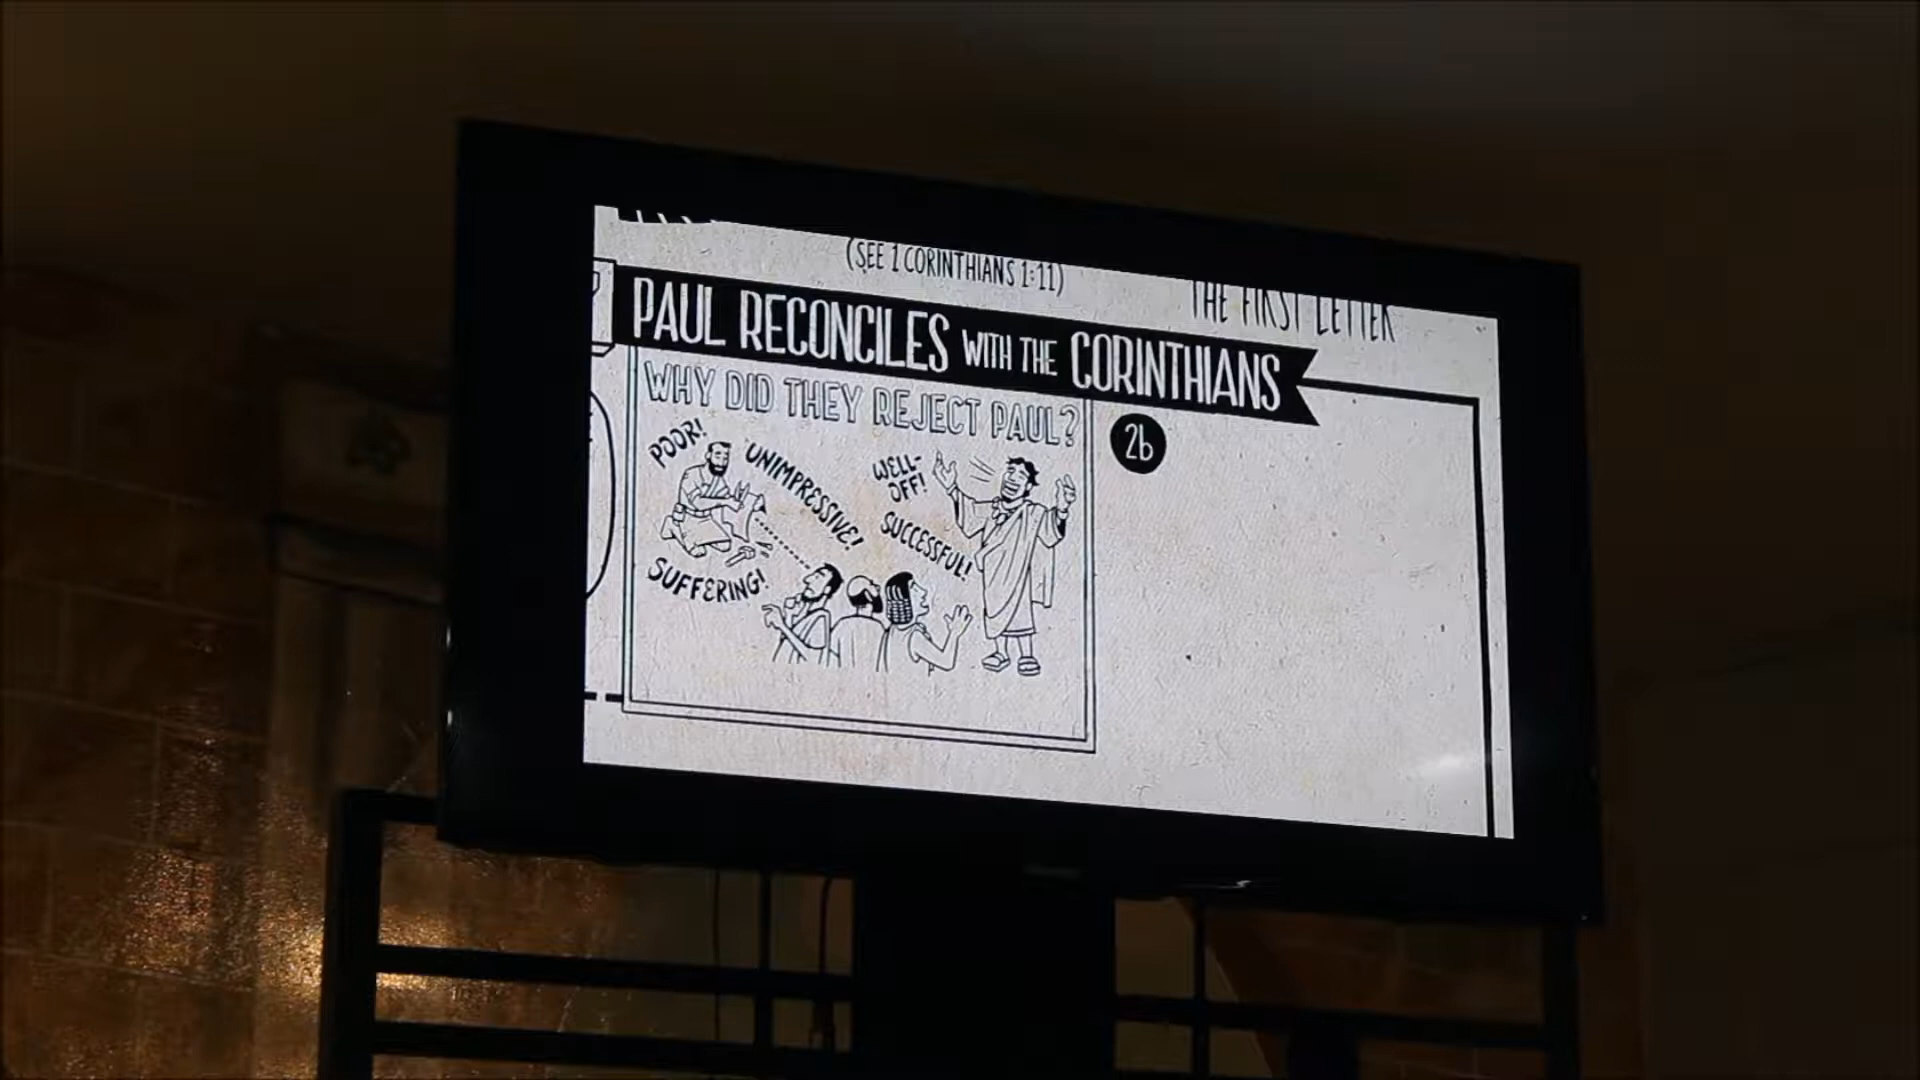 (SEE 1 CORINTHIANS 1:11)
THE FIRST LETTER
PAUL RECONCILES WITH THE CORINTHIANS
WHY DID THEY REJECT PAUL?
2b
POOR!
UNIMPRESSIVE!
SUFFERING!
WELL-
OFF!
SUCCESSFUL!